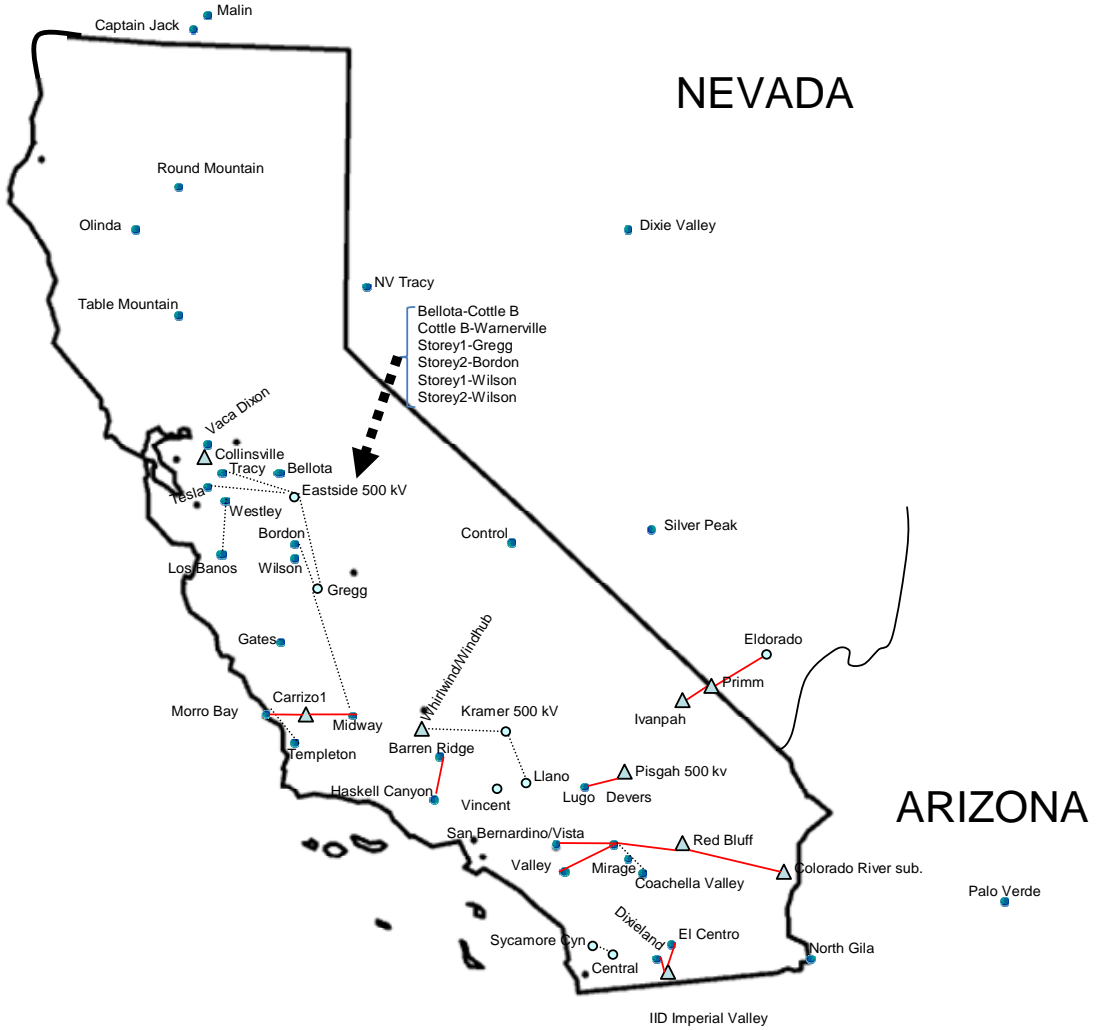 Malin
Captain Jack
NEVADA
Round Mountain
Olinda
Dixie Valley
NV Tracy
Table Mountain
Bellota-Cottle B
Cottle B-Warnerville
Storey1-Gregg
Storey2-Bordon
Storey1-Wilson
Storey2-Wilson
Vaca Dixon
Collinsville
Tracy
Bellota
Tesla
Eastside 500 kV
Westley
Bordon
Control
Silver Peak
Los Banos
Wilson
Gregg
Gates
Eldorado
Whirlwind/Windhub
Primm
Carrizo1
Morro Bay
Midway
Kramer 500 kV
Ivanpah
Templeton
Barren Ridge
Llano
Pisgah 500 kv
Haskell Canyon
Vincent
Lugo
Devers
ARIZONA
San Bernardino/Vista
Red Bluff
Valley
Mirage
Colorado River sub.
Coachella Valley
Palo Verde
Dixieland
El Centro
Sycamore Cyn
North Gila
Central
IID Imperial Valley